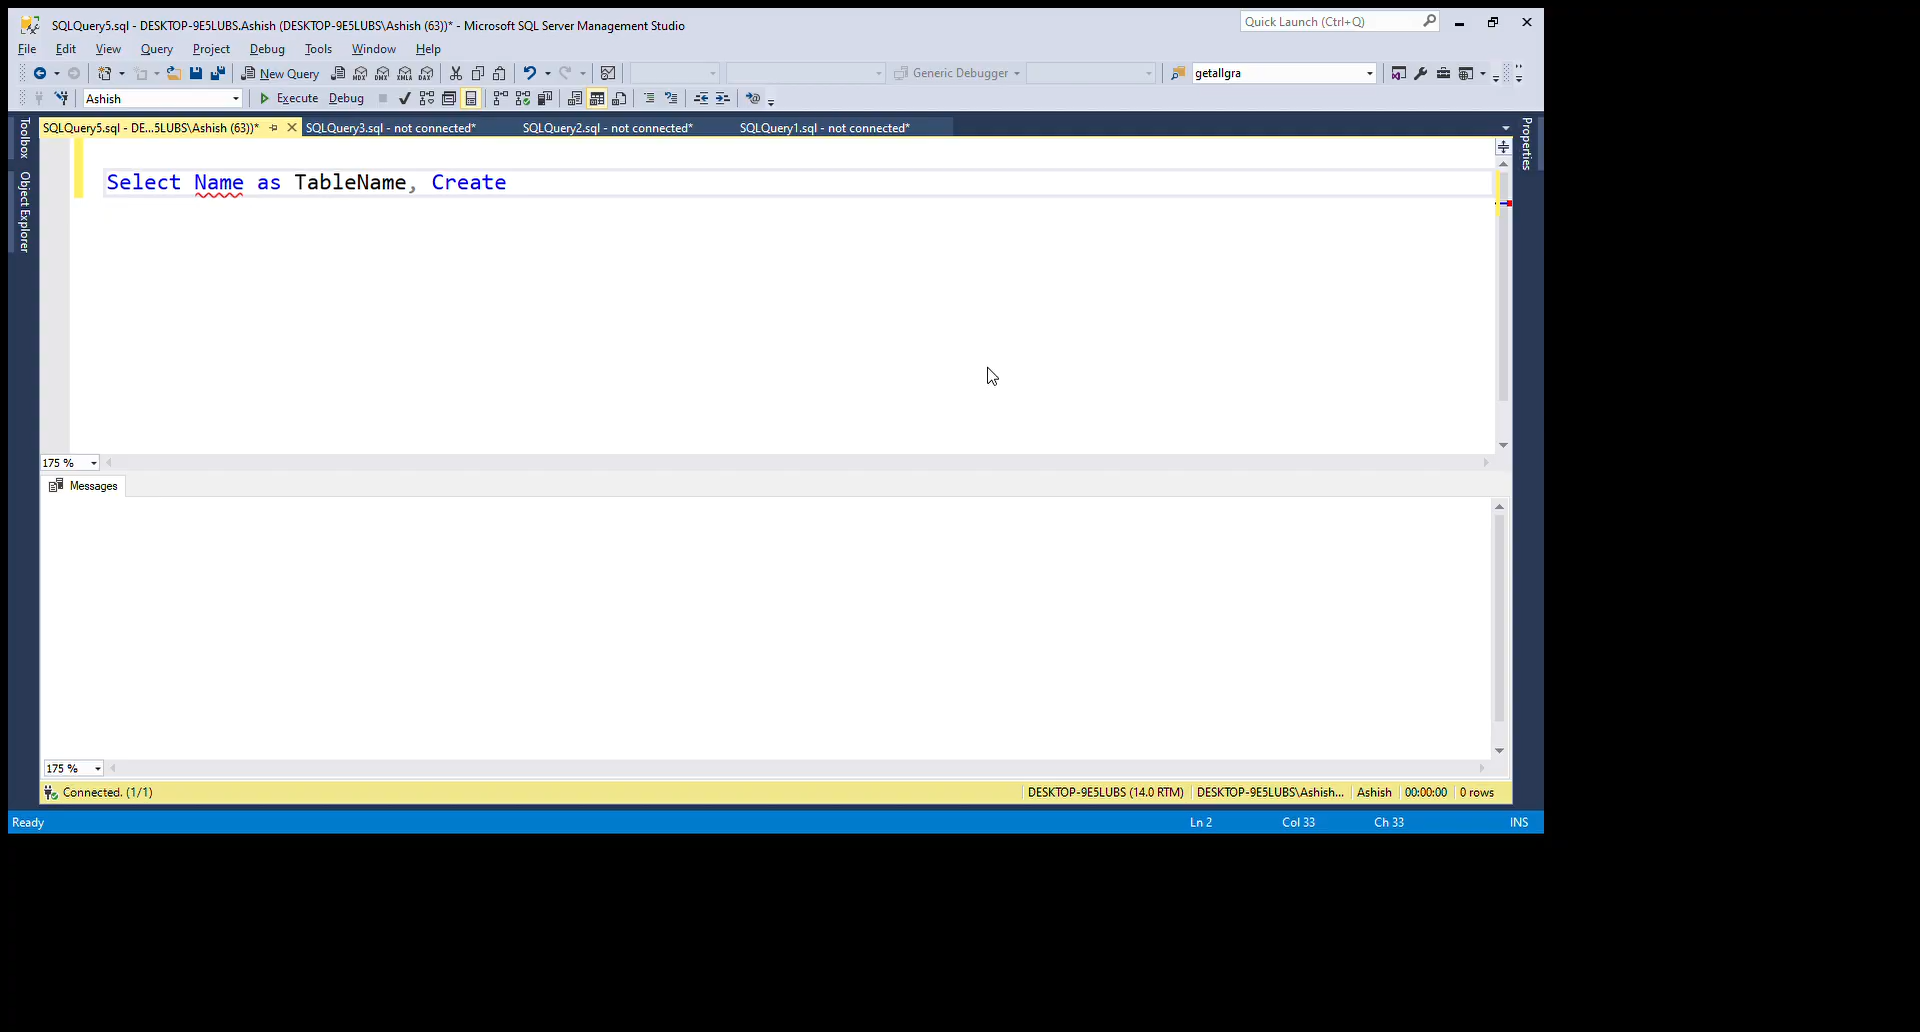 SQLQuery5.sql - DESKTOP-9E5LUBS.Ashish (DESKTOP-9E5LUBS\Ashish (63))* - Microsoft SQL Server Management Studio
Quick Launch (Ctrl+Q)
File Edit View Query Project Debug Tools Window Help
New Query MDX DMX XMLA DAX Generic Debugger getallgra
Ashish Execute Debug
SQLQuery5.sql - DE...5LUBS\Ashish (63))* SQLQuery3.sql - not connected* SQLQuery2.sql - not connected* SQLQuery1.sql - not connected*
Toolbox
Object Explorer
Properties
Select Name as TableName, Create
175 %
Messages
175 %
Connected. (1/1) DESKTOP-9E5LUBS (14.0 RTM) DESKTOP-9E5LUBS\Ashish... Ashish 00:00:00 0 rows
Ready Ln 2 Col 33 Ch 33 INS